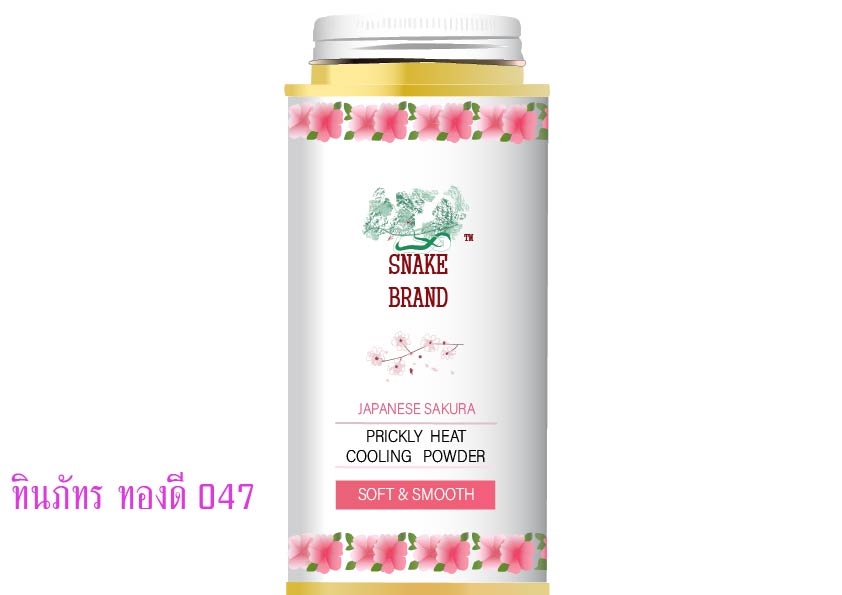 SNAKE
™
BRAND
JAPANESE SAKURA
PRICKLY HEAT
COOLING POWDER
SOFT & SMOOTH
ทินภัทร ทองดี 047